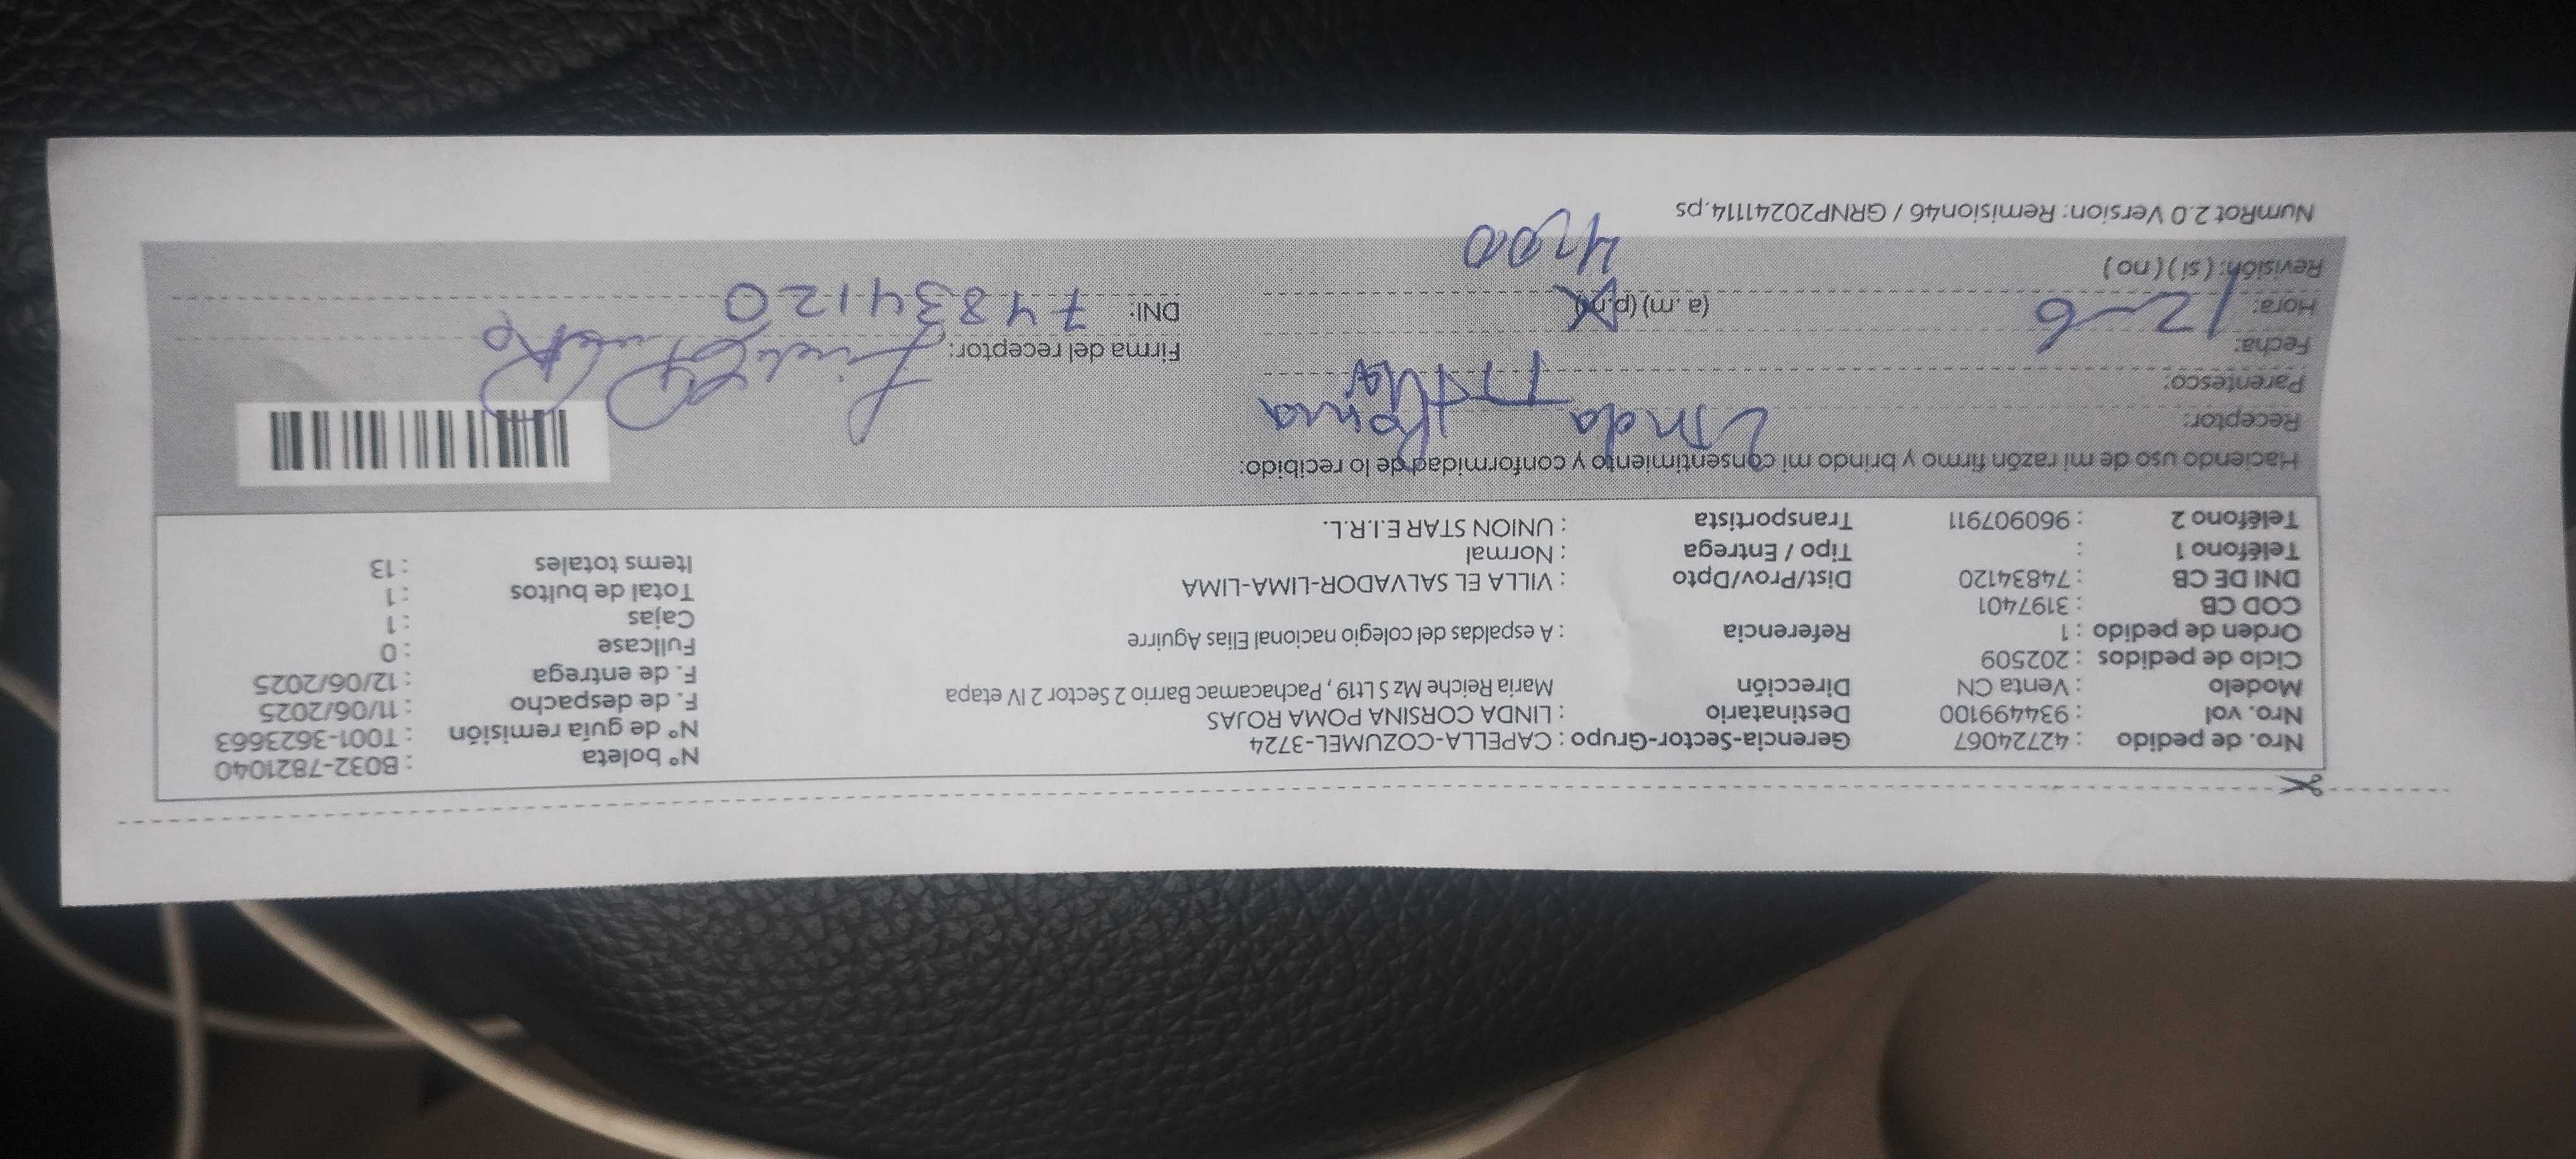 Nro. de pedido : 42724067 Gerencia-Sector-Grupo : CAPELLA-COZUMEL-3724 N° boleta : B032-7821040
Nro. vol : 934499100 Destinatario : LINDA CORSINA POMA ROJAS N° de guía remisión : T001-3623663
Modelo : Venta CN Dirección Maria Reiche Mz S Lt19 , Pachacamac Barrio 2 Sector 2 IV etapa F. de despacho : 11/06/2025
Ciclo de pedidos : 202509 F. de entrega : 12/06/2025
Orden de pedido : 1 Referencia : A espaldas del colegio nacional Elias Aguirre Fullcase : 0
COD CB : 3197401 Cajas : 1
DNI DE CB : 74834120 Dist/Prov/Dpto : VILLA EL SALVADOR-LIMA-LIMA Total de bultos : 1
Teléfono 1 : Tipo / Entrega : Normal Items totales : 13
Teléfono 2 : 960907911 Transportista : UNION STAR E.I.R.L.
Haciendo uso de mi razón firmo y brindo mi consentimiento y conformidad de lo recibido:
Receptor: Linda Poma
Parentesco: Titular
Fecha: 12-6 Firma del receptor:
Hora: (a .m) (p.m) DNI: 74834120
Revisión: ( si ) ( no ) 4:00
NumRot 2.0 Version: Remision46 / GRNP20241114.ps